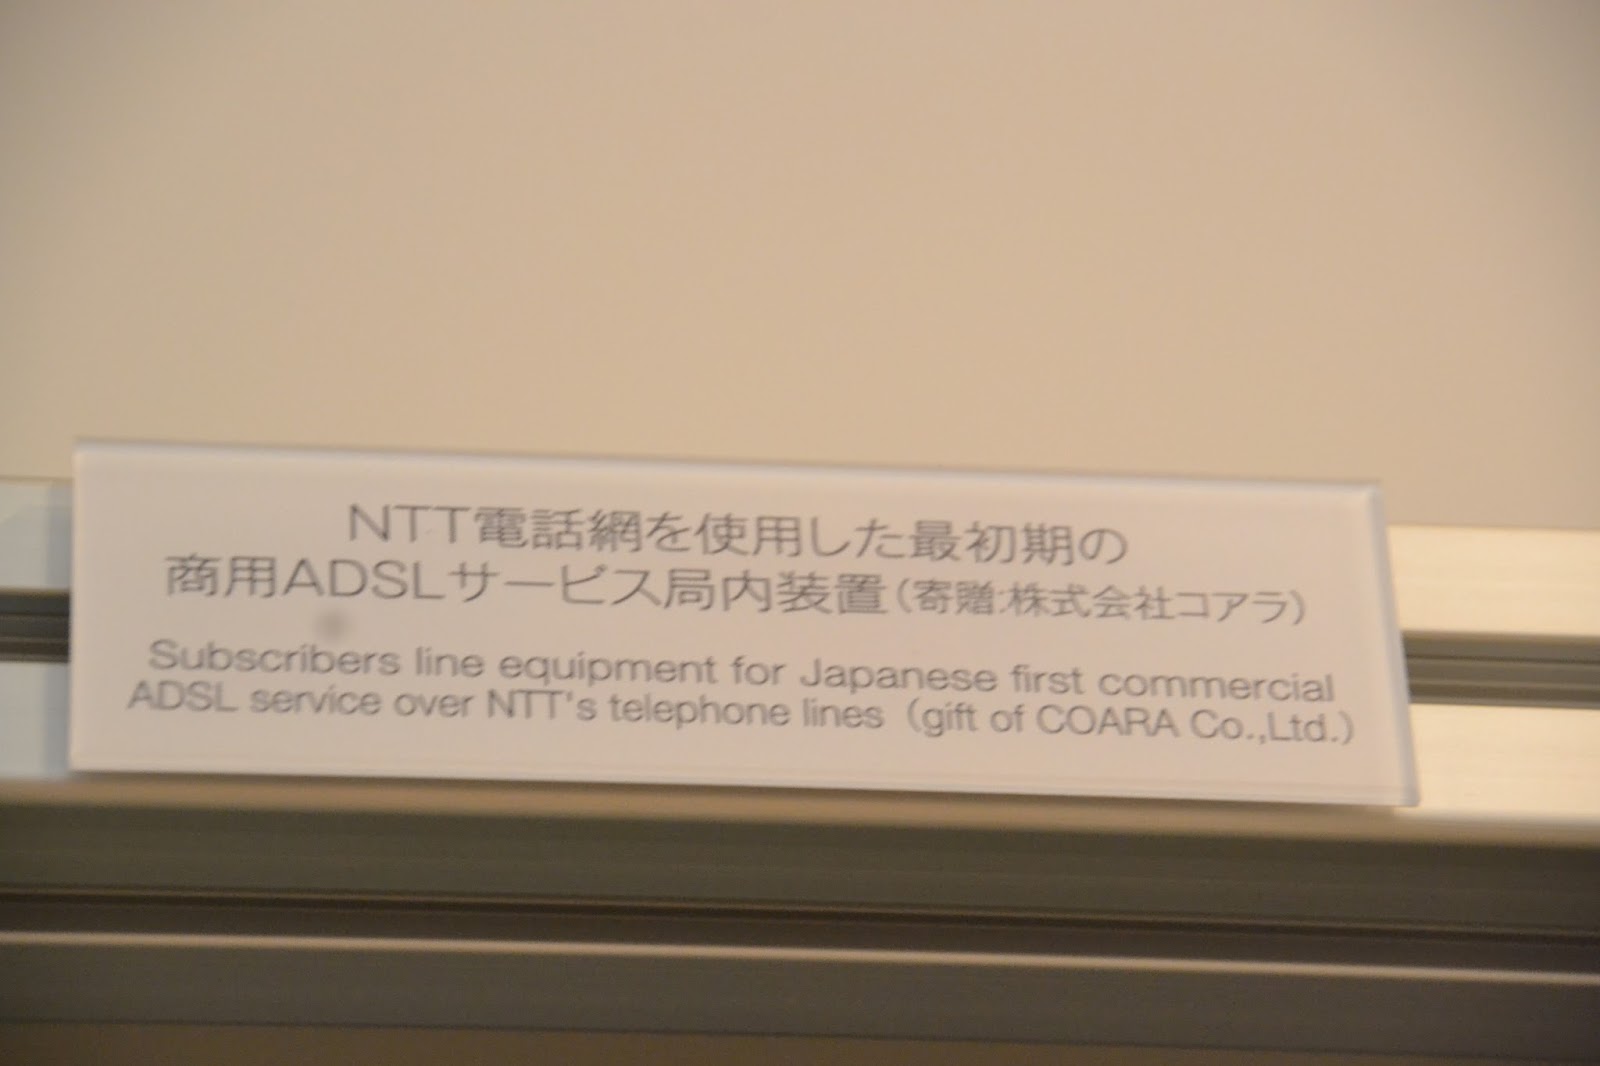 NTT電話網を使用した最初期の
商用ADSLサービス局内装置(寄贈:株式会社コアラ)
Subscribers line equipment for Japanese first commercial
ADSL service over NTT's telephone lines (gift of COARA Co.,Ltd.)